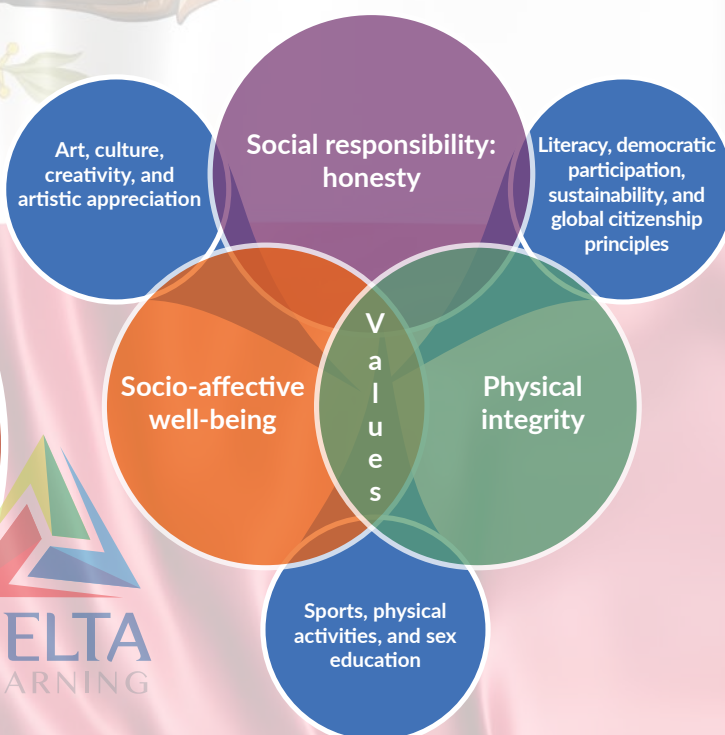 Social responsibility:
honesty
Art, culture,
creativity, and
artistic appreciation
Literacy, democratic
participation,
sustainability, and
global citizenship
principles
Values
Socio-affective
well-being
Physical
integrity
Sports, physical
activities, and sex
education
ELTA
ARNING